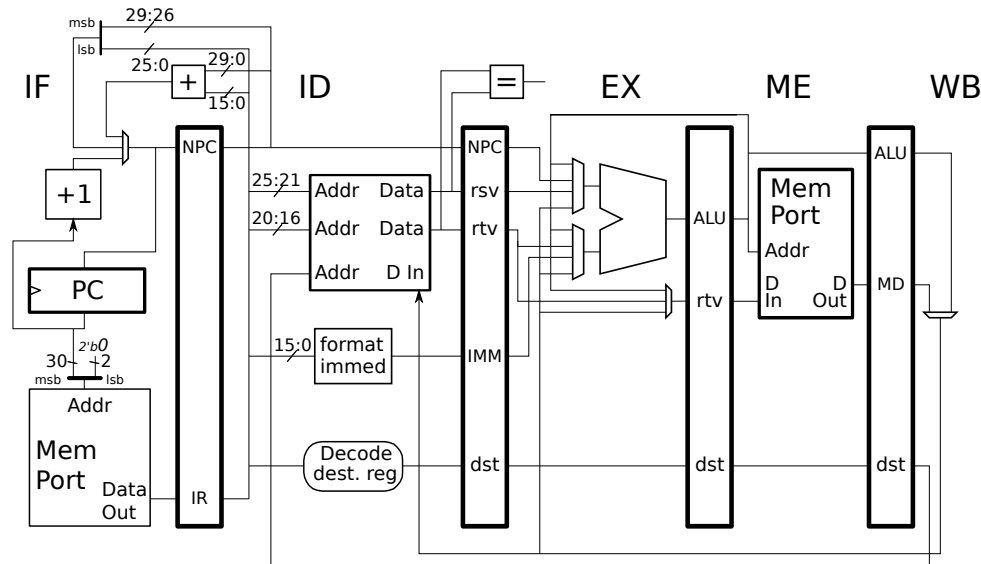 29:26
msb
lsb
25:0
29:0
15:0
+
=
IF
ID
EX
ME
WB
NPC
NPC
ALU
+1
25:21
Addr
Data
rsv
Mem
Port
20:16
Addr
Data
rtv
ALU
Addr
Addr
D In
PC
D
In
D
Out
MD
rtv
2'b0
30
2
msb
lsb
15:0
format
immed
IMM
Addr
Mem
Port
Data
Out
IR
Decode
dest. reg
dst
dst
dst